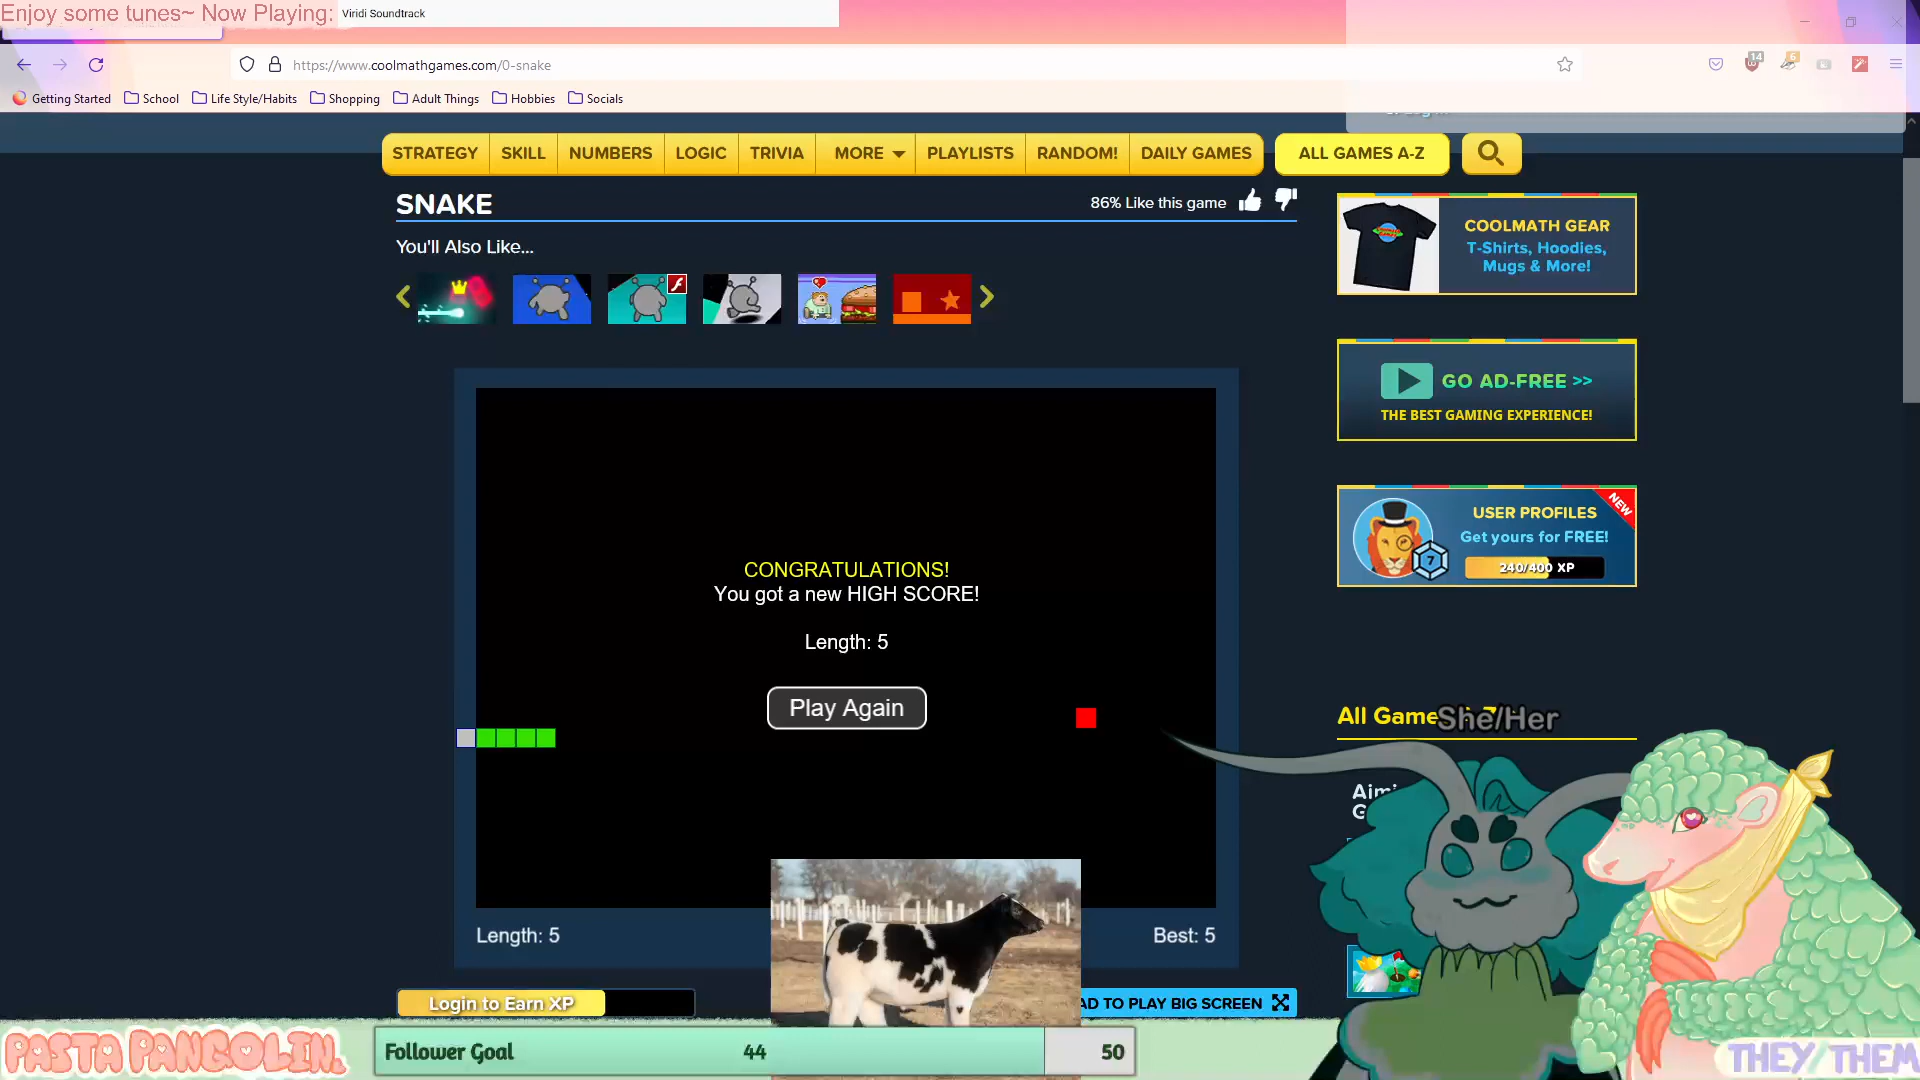 Enjoy some tunes~ Now Playing: Viridi Soundtrack
https://www.coolmathgames.com/0-snake
14 6
Getting Started School Life Style/Habits Shopping Adult Things Hobbies Socials
STRATEGY SKILL NUMBERS LOGIC TRIVIA MORE PLAYLISTS RANDOM! DAILY GAMES ALL GAMES A-Z
SNAKE
86% Like this game
You'll Also Like...
COOLMATH GEAR
T-Shirts, Hoodies,
Mugs & More!
GO AD-FREE >>
THE BEST GAMING EXPERIENCE!
NEW
USER PROFILES
Get yours for FREE!
7
240/400 XP
CONGRATULATIONS!
You got a new HIGH SCORE!
Length: 5
Play Again
All Game
She/Her
Length: 5
Best: 5
Login to Earn XP
AD TO PLAY BIG SCREEN
PASTA PANGOLIN.
Follower Goal 44 50
THEY/THEM